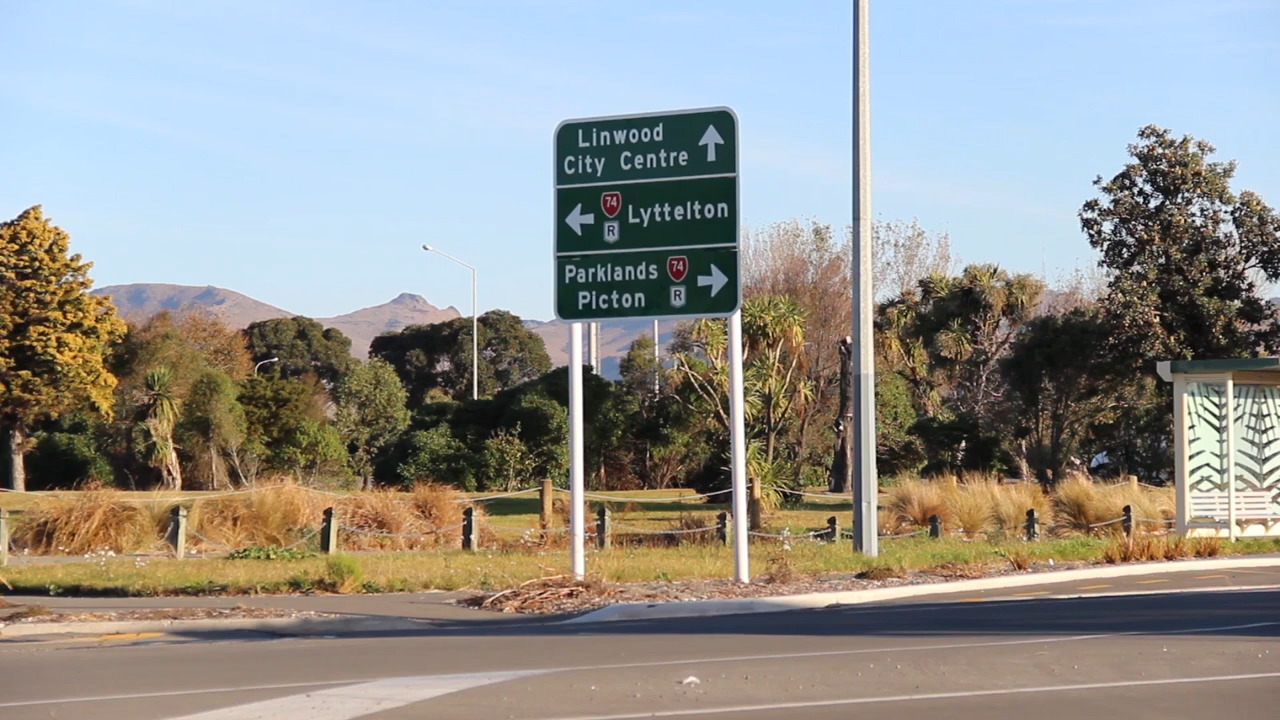 Linwood
City Centre
74
R
Lyttelton
Parklands
Picton
74
R